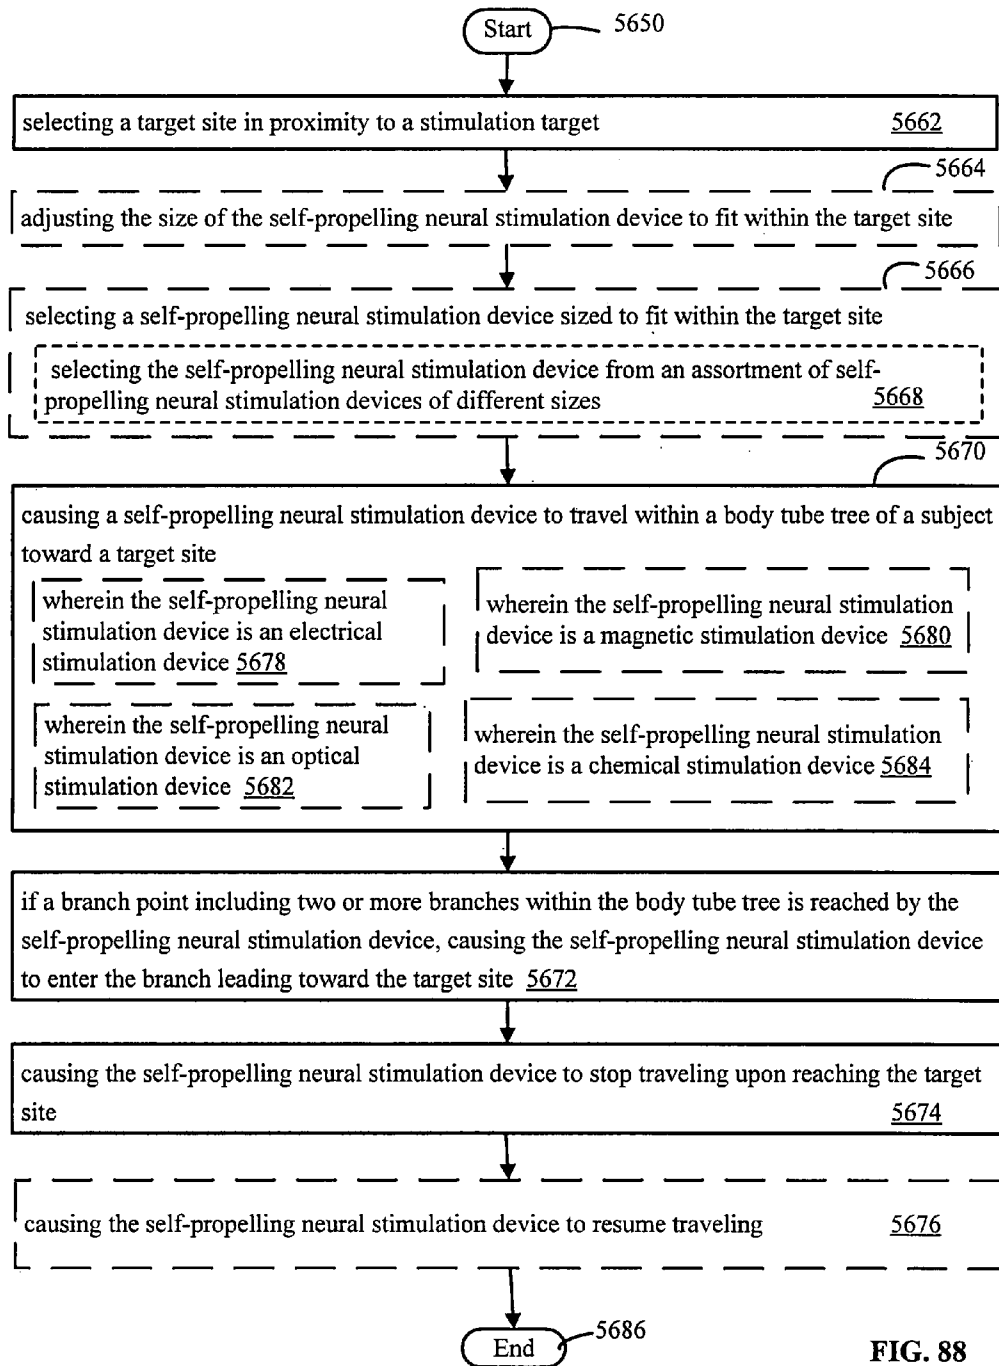 Start
5650
selecting a target site in proximity to a stimulation target 5662
5664
adjusting the size of the self-propelling neural stimulation device to fit within the target site
5666
selecting a self-propelling neural stimulation device sized to fit within the target site
selecting the self-propelling neural stimulation device from an assortment of self-
propelling neural stimulation devices of different sizes 5668
5670
causing a self-propelling neural stimulation device to travel within a body tube tree of a subject
toward a target site
wherein the self-propelling neural
stimulation device is an electrical
stimulation device 5678
wherein the self-propelling neural stimulation
device is a magnetic stimulation device 5680
wherein the self-propelling neural
stimulation device is an optical
stimulation device 5682
wherein the self-propelling neural stimulation
device is a chemical stimulation device 5684
if a branch point including two or more branches within the body tube tree is reached by the
self-propelling neural stimulation device, causing the self-propelling neural stimulation device
to enter the branch leading toward the target site 5672
causing the self-propelling neural stimulation device to stop traveling upon reaching the target
site 5674
causing the self-propelling neural stimulation device to resume traveling 5676
End
5686
FIG. 88